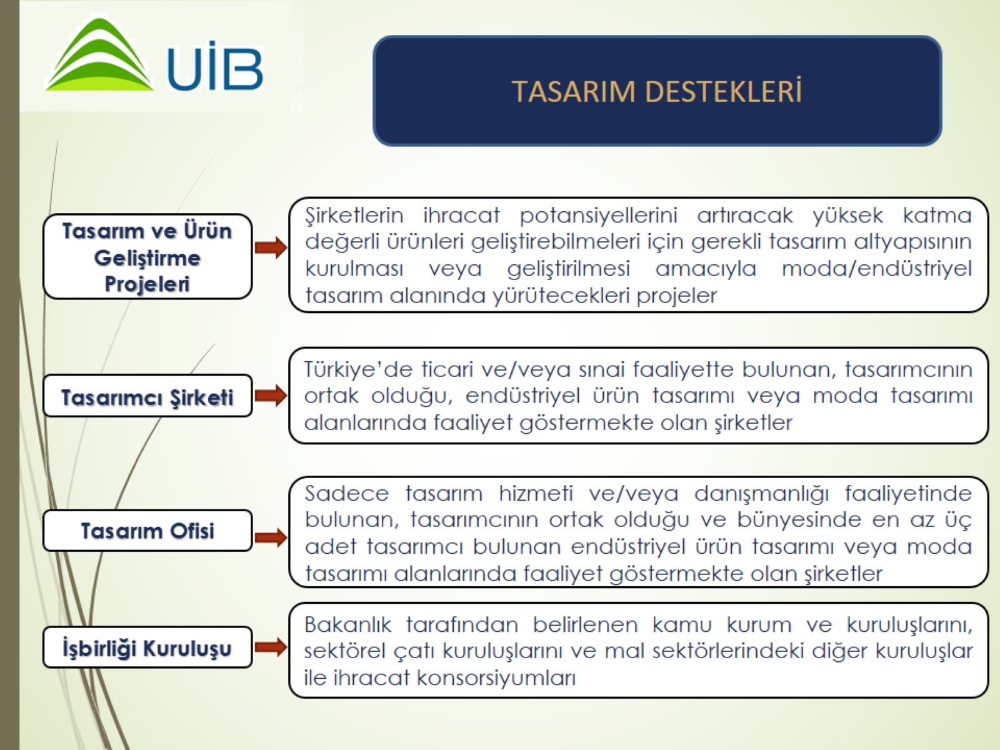 UİB
TASARIM DESTEKLERİ
Tasarım ve Ürün
Geliştirme
Projeleri
Şirketlerin ihracat potansiyellerini artıracak yüksek katma
değerli ürünleri geliştirebilmeleri için gerekli tasarım altyapısının
kurulması veya geliştirilmesi amacıyla moda/endüstriyel
tasarım alanında yürütecekleri projeler
Tasarımcı Şirketi
Türkiye’de ticari ve/veya sınai faaliyette bulunan, tasarımcının
ortak olduğu, endüstriyel ürün tasarımı veya moda tasarımı
alanlarında faaliyet göstermekte olan şirketler
Tasarım Ofisi
Sadece tasarım hizmeti ve/veya danışmanlığı faaliyetinde
bulunan, tasarımcının ortak olduğu ve bünyesinde en az üç
adet tasarımcı bulunan endüstriyel ürün tasarımı veya moda
tasarımı alanlarında faaliyet göstermekte olan şirketler
İşbirliği Kuruluşu
Bakanlık tarafından belirlenen kamu kurum ve kuruluşlarını,
sektörel çatı kuruluşlarını ve mal sektörlerindeki diğer kuruluşlar
ile ihracat konsorsiyumları